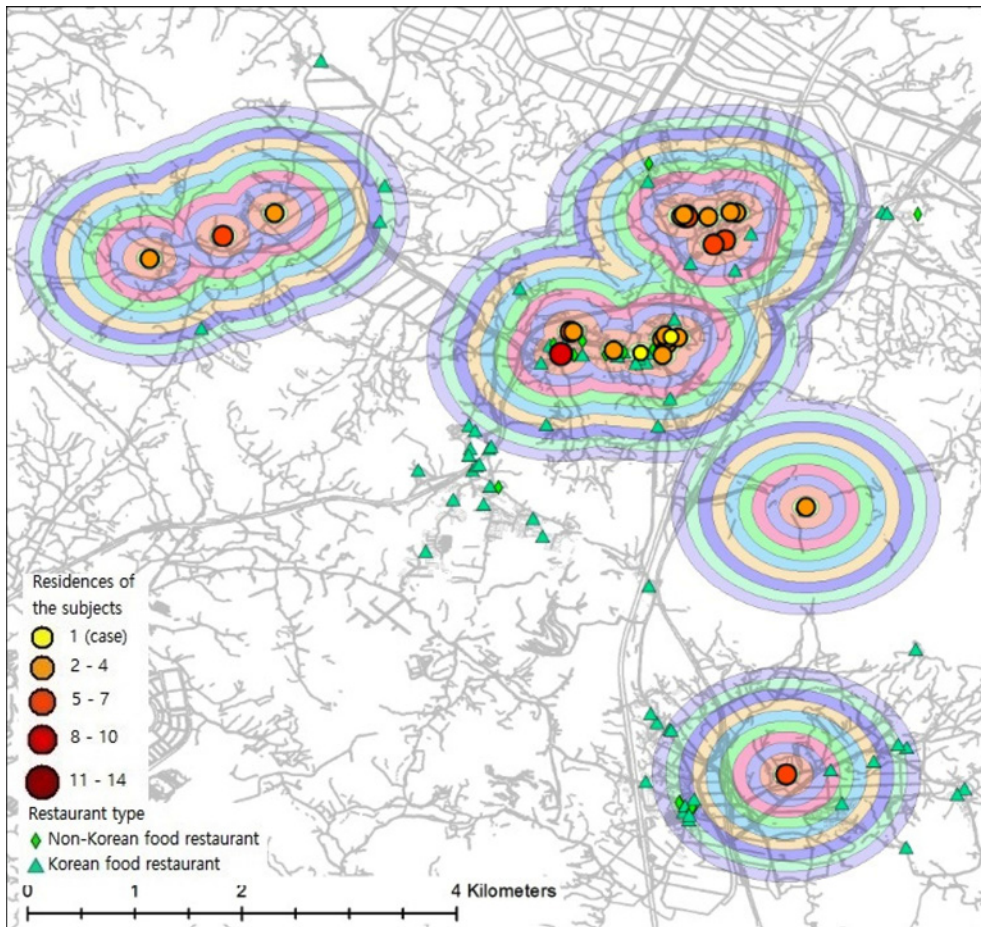 Residences of
the subjects
1 (case)
2 - 4
5 - 7
8 - 10
11 - 14
Restaurant type
Non-Korean food restaurant
Korean food restaurant
0 1 2 4 Kilometers